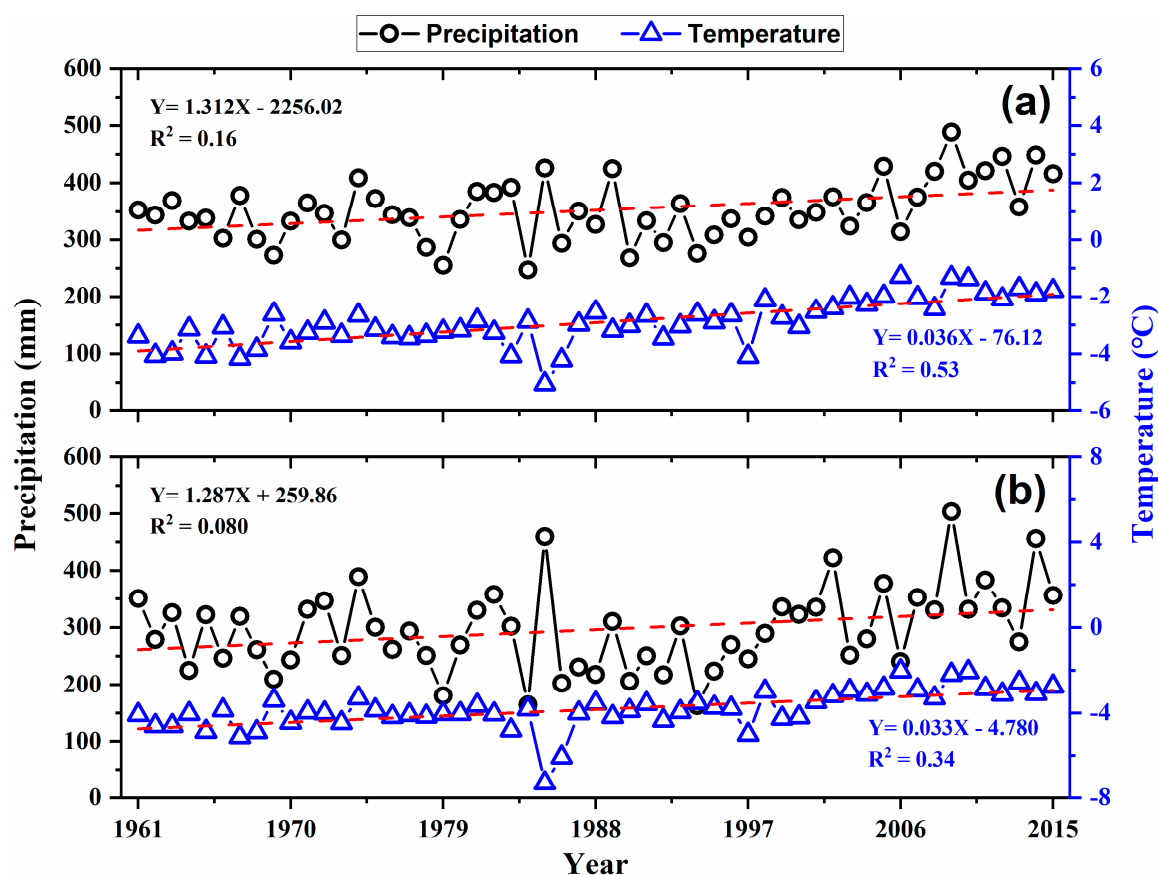 Precipitation Temperature
(a)
Y= 1.312X - 2256.02
R² = 0.16
600
500
400
300
200
100
0
6
4
2
0
-2
-4
-6
Y= 0.036X - 76.12
R² = 0.53
Precipitation (mm)
Temperature (℃)
(b)
Y= 1.287X + 259.86
R² = 0.080
600
500
400
300
200
100
0
8
4
0
-4
-8
Y= 0.033X - 4.780
R² = 0.34
1961 1970 1979 1988 1997 2006 2015
Year